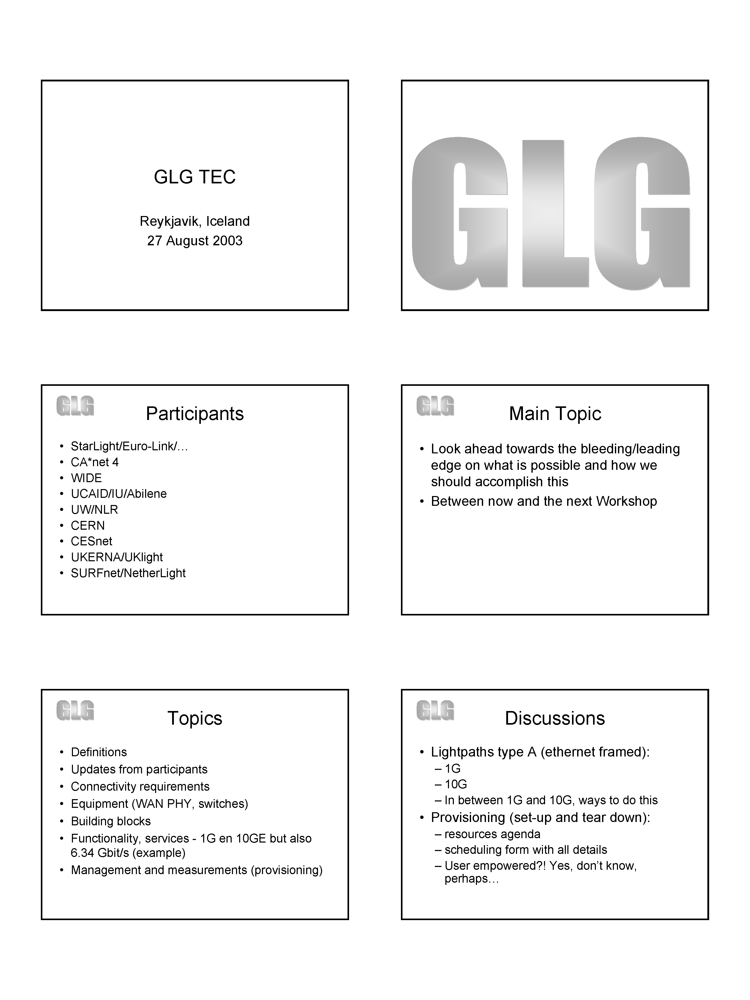 GLG TEC
Reykjavik, Iceland
27 August 2003
GLG
GLG
Participants
• StarLight/Euro-Link/…
• CA*net 4
• WIDE
• UCAID/IU/Abilene
• UW/NLR
• CERN
• CESnet
• UKERNA/UKlight
• SURFnet/NetherLight
GLG
Main Topic
• Look ahead towards the bleeding/leading
edge on what is possible and how we
should accomplish this
• Between now and the next Workshop
GLG
Topics
• Definitions
• Updates from participants
• Connectivity requirements
• Equipment (WAN PHY, switches)
• Building blocks
• Functionality, services - 1G en 10GE but also
6.34 Gbit/s (example)
• Management and measurements (provisioning)
GLG
Discussions
• Lightpaths type A (ethernet framed):
– 1G
– 10G
– In between 1G and 10G, ways to do this
• Provisioning (set-up and tear down):
– resources agenda
– scheduling form with all details
– User empowered?! Yes, don’t know,
perhaps…